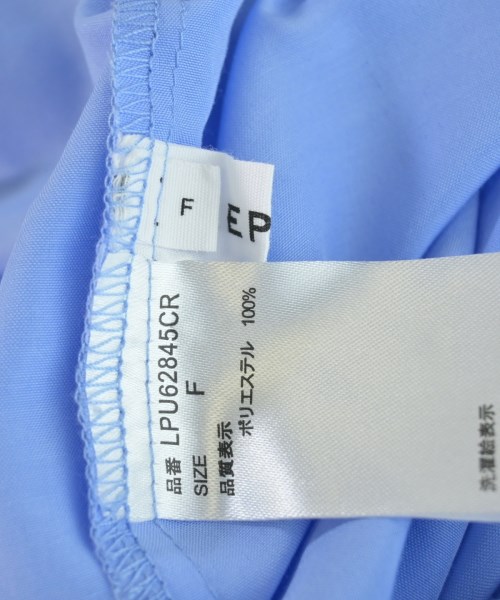 F
EP
品番 LPU62845CR
SIZE F
品質表示
ポリエステル 100%
洗濯絵表示